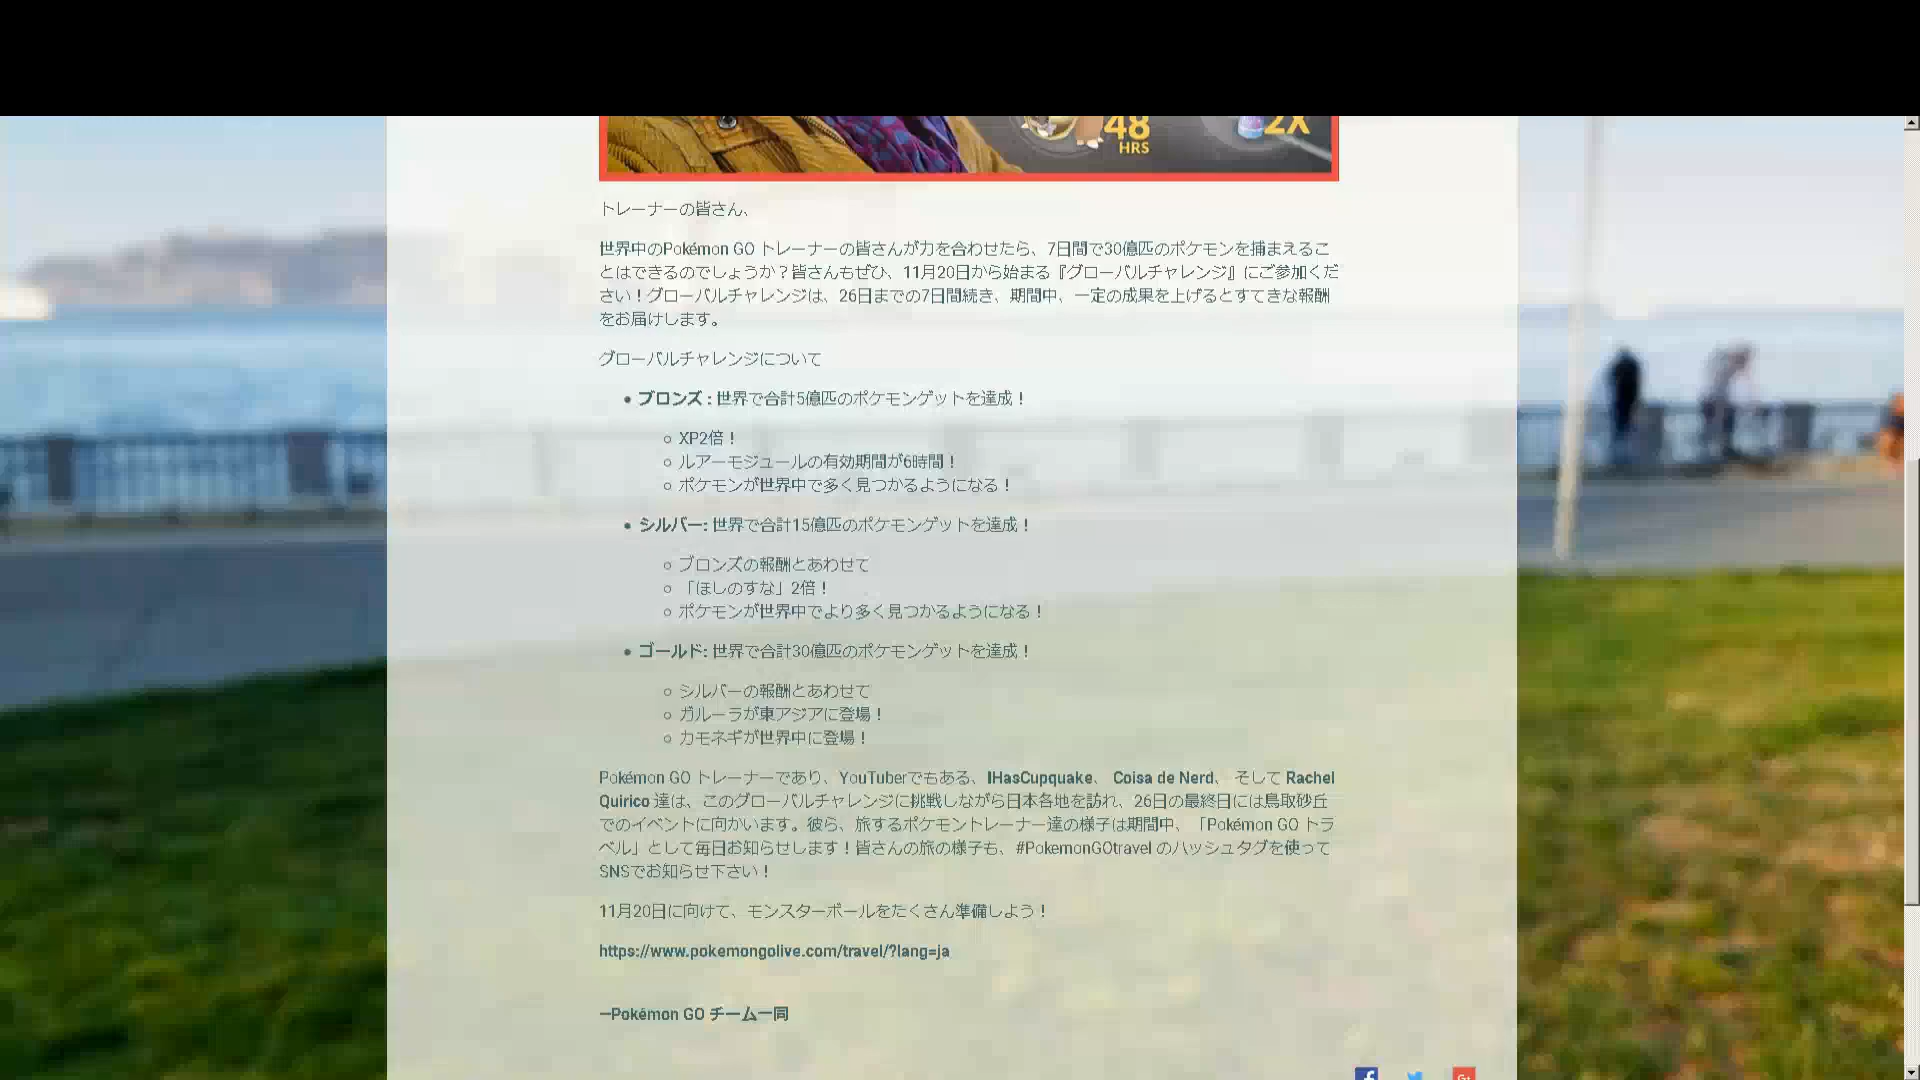 48
HRS
2X
トレーナーの皆さん、
世界中のPokémon GO トレーナーの皆さんが力を合わせたら、7日間で30億匹のポケモンを捕まえるこ
とはできるのでしょうか？皆さんもぜひ、11月20日から始まる『グローバルチャレンジ』にご参加くだ
さい！グローバルチャレンジは、26日までの7日間続き、期間中、一定の成果を上げるとすてきな報酬
をお届けします。
グローバルチャレンジについて
ブロンズ : 世界で合計5億匹のポケモンゲットを達成！
XP2倍！
ルアーモジュールの有効期間が6時間！
ポケモンが世界中で多く見つかるようになる！
シルバー: 世界で合計15億匹のポケモンゲットを達成！
ブロンズの報酬とあわせて
「ほしのすな」2倍！
ポケモンが世界中でより多く見つかるようになる！
ゴールド: 世界で合計30億匹のポケモンゲットを達成！
シルバーの報酬とあわせて
ガルーラが東アジアに登場！
カモネギが世界中に登場！
Pokémon GO トレーナーであり、YouTuberでもある、IHasCupquake、 Coisa de Nerd、 そして Rachel
Quirico 達は、このグローバルチャレンジに挑戦しながら日本各地を訪れ、26日の最終日には鳥取砂丘
でのイベントに向かいます。彼ら、旅するポケモントレーナー達の様子は期間中、「Pokémon GO トラ
ベル」として毎日お知らせします！皆さんの旅の様子も、#PokemonGOtravel のハッシュタグを使って
SNSでお知らせ下さい！
11月20日に向けて、モンスターボールをたくさん準備しよう！
https://www.pokemongolive.com/travel/?lang=ja
—Pokémon GO チーム一同
G+